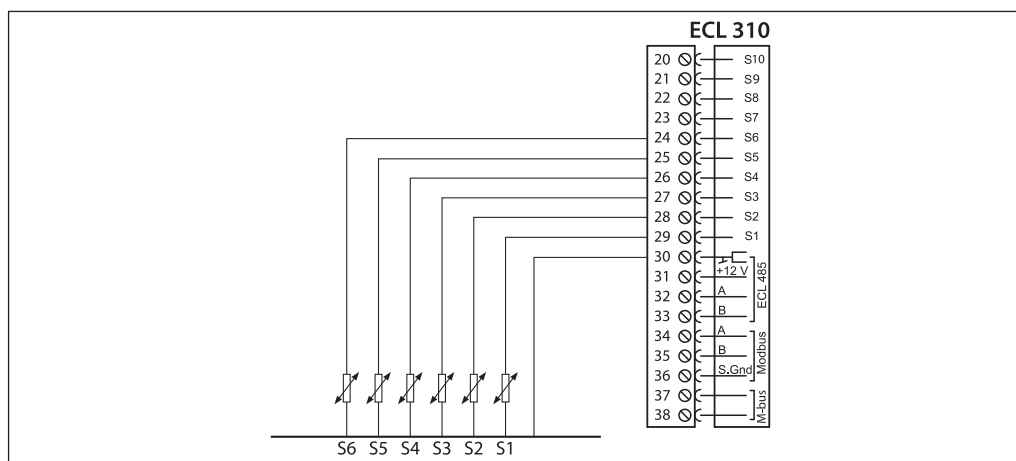 ECL 310
20 S10
21 S9
22 S8
23 S7
24 S6
25 S5
26 S4
27 S3
28 S2
29 S1
30
31 +12 V
32 A
33 B
ECL 485
34 A
35 B
36 S.Gnd
Modbus
37
38
M-bus
S6 S5 S4 S3 S2 S1